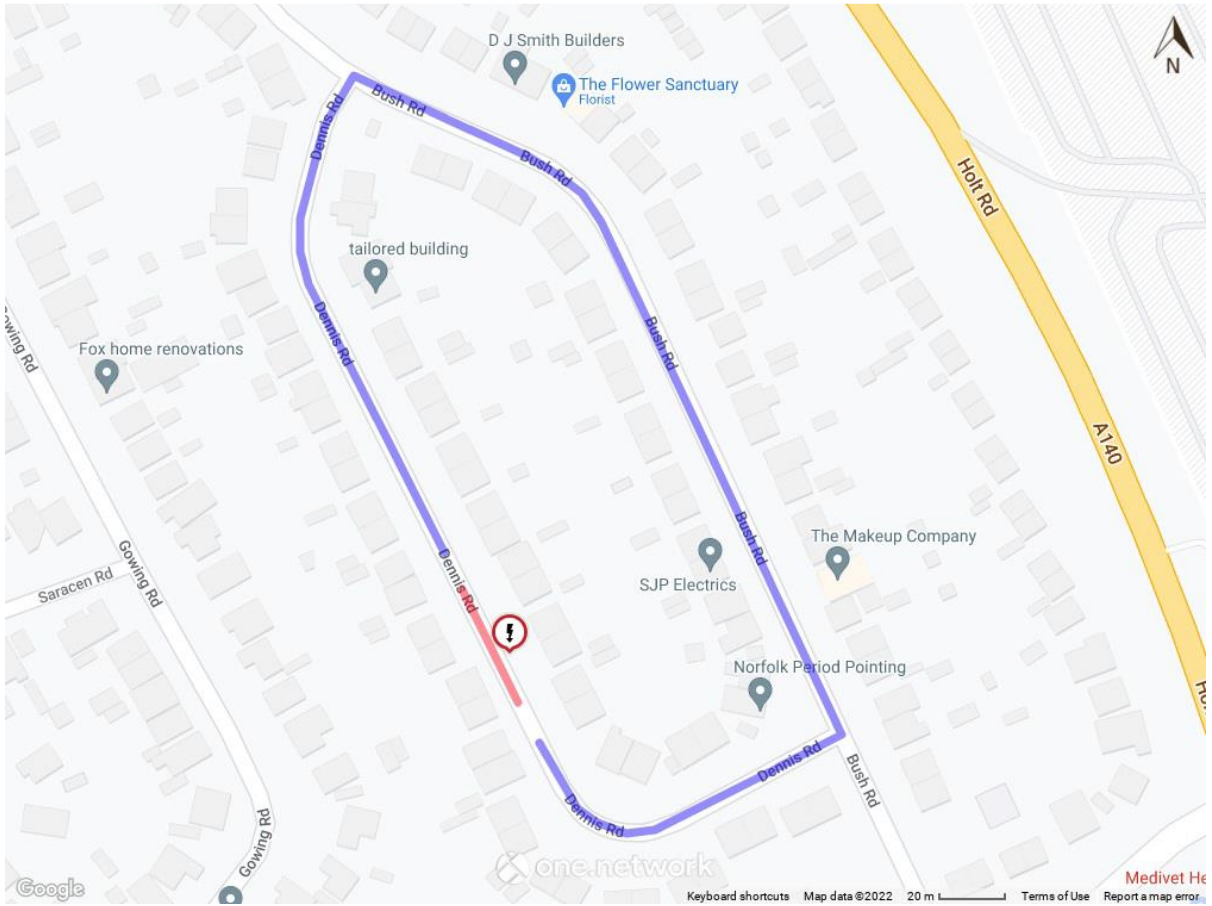 D J Smith Builders
The Flower Sanctuary
Florist
N
Bush Rd
Dennis Rd
Bush Rd
Holt Rd
tailored building
Dennis Rd
Gowing Rd
Fox home renovations
Bush Rd
A140
Bush Rd
The Makeup Company
Gowing Rd
Saracen Rd
Dennis Rd
SJP Electrics
Norfolk Period Pointing
Dennis Rd
Bush Rd
Dennis Rd
Gowing Rd
one.network
Medivet
Google
Keyboard shortcuts
Map data ©2022
20 m
Terms of Use
Report a map error